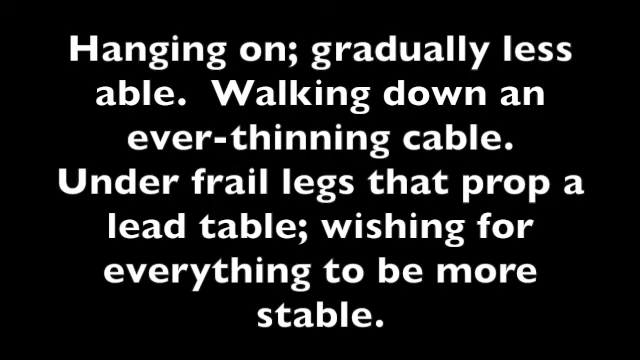 Hanging on; gradually less
able.  Walking down an
ever-thinning cable.
Under frail legs that prop a
lead table; wishing for
everything to be more
stable.